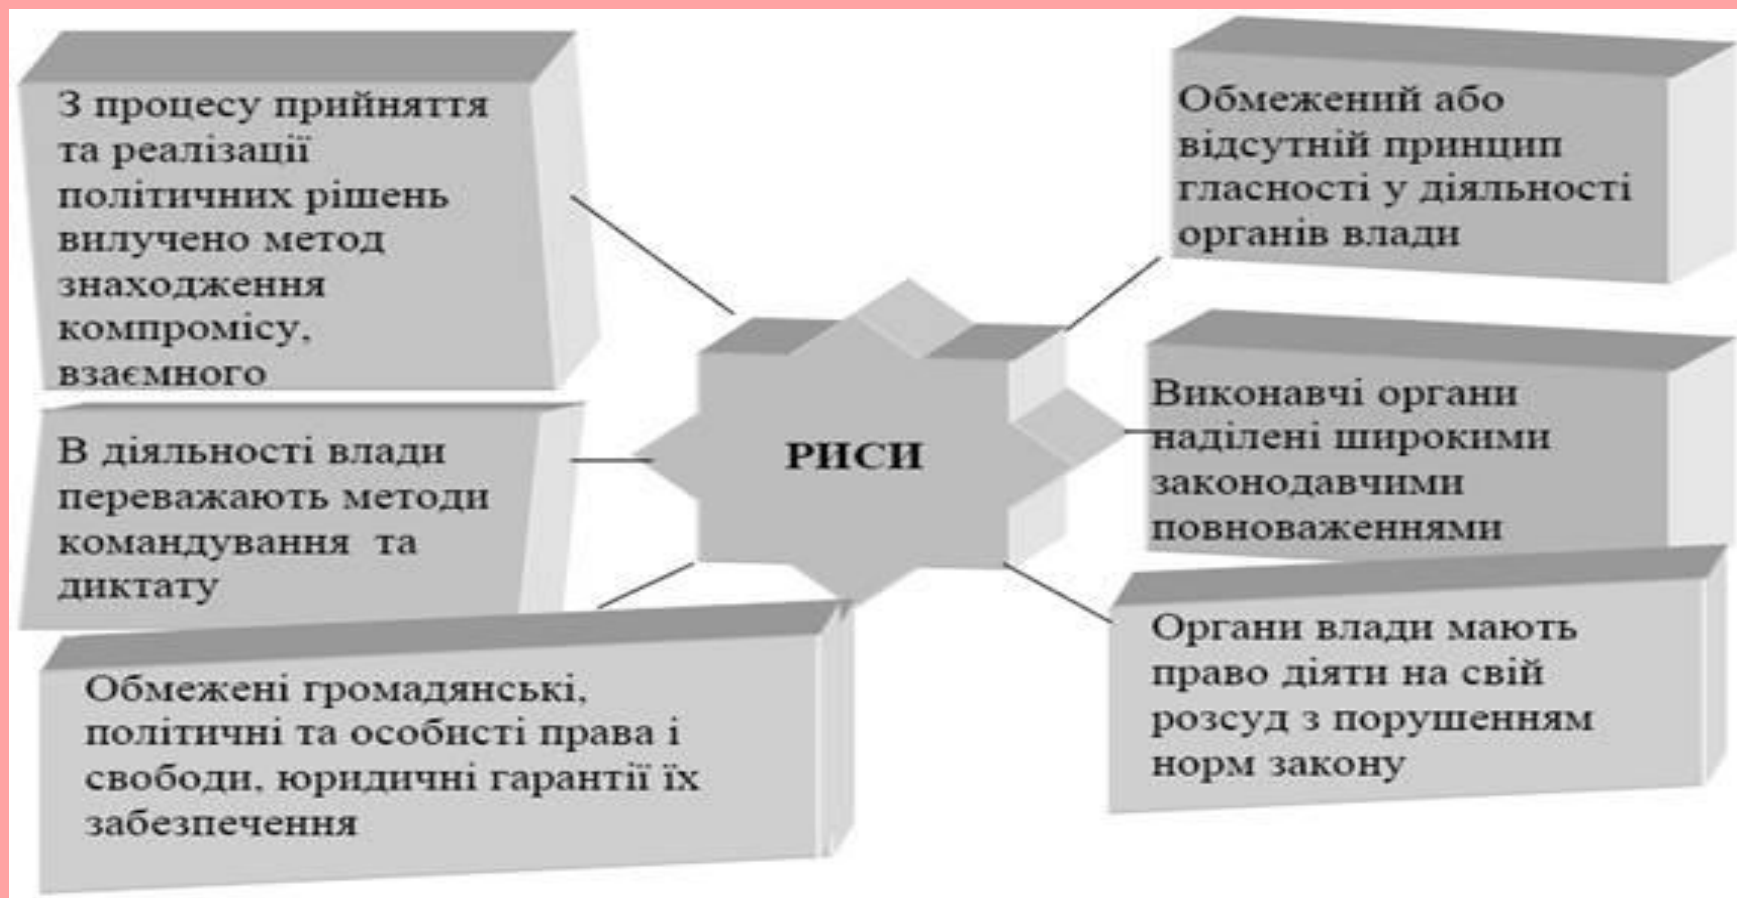 З процесу прийняття
та реалізації
політичних рішень
вилучено метод
знаходження
компромісу,
взаємного
В діяльності влади
переважають методи
командування та
диктату
Обмежені громадянські,
політичні та особисті права і
свободи, юридичні гарантії їх
забезпечення
РИСИ
Обмежений або
відсутній принцип
гласності у діяльності
органів влади
Виконавчі органи
наділені широкими
законодавчими
повноваженнями
Органи влади мають
право діяти на свій
розсуд з порушенням
норм закону